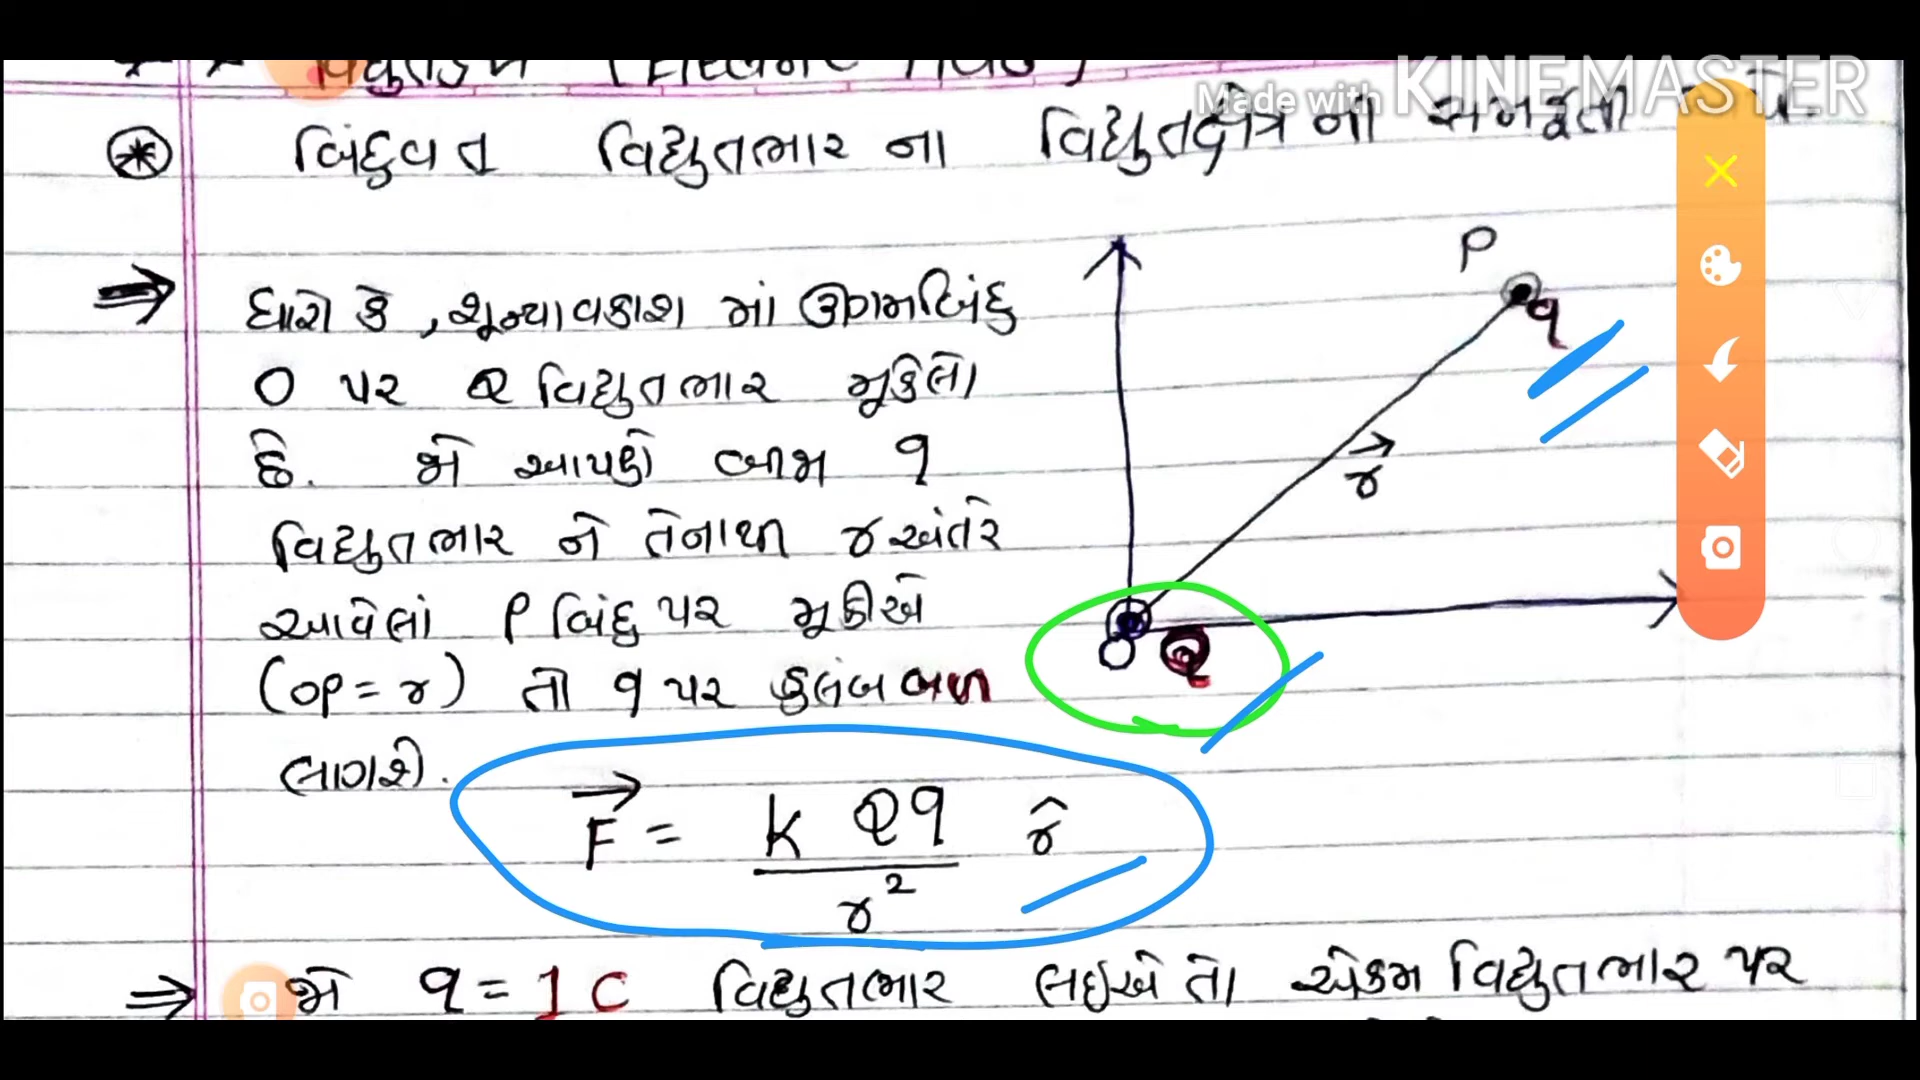 Made with KINEMASTER
બિંદુવત વિદ્યુતભાર ના વિદ્યુતક્ષેત્ર ની સમજૂતી
P
q
ધારો કે, શૂન્યાવકાશ માં ઉગમબિંદુ
O પર Q વિદ્યુતભાર મૂકેલો
છે. જો આપણે બીજા q
r
વિદ્યુતભાર ને તેનાથી r અંતરે
આવેલાં P બિંદુ પર મૂકીએ
O Q
(OP = r) તો q પર કુલંબ બળ
લાગશે.
F = k Qq r̂
r²
⇒ જો q = 1 C વિદ્યુતભાર લઈએ તો એકમ વિદ્યુતભાર પર